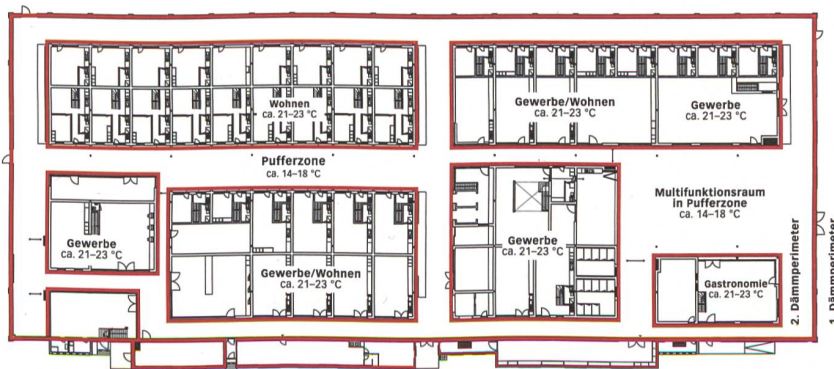 Wohnen
ca. 21–23 °C
Gewerbe/Wohnen
ca. 21–23 °C
Gewerbe
ca. 21–23 °C
Pufferzone
ca. 14–18 °C
Multifunktionsraum
in Pufferzone
ca. 14–18 °C
Gewerbe
ca. 21–23 °C
Gewerbe/Wohnen
ca. 21–23 °C
Gewerbe
ca. 21–23 °C
Gastronomie
ca. 21–23 °C
2. Dämmperimeter
1. Dämmperimeter